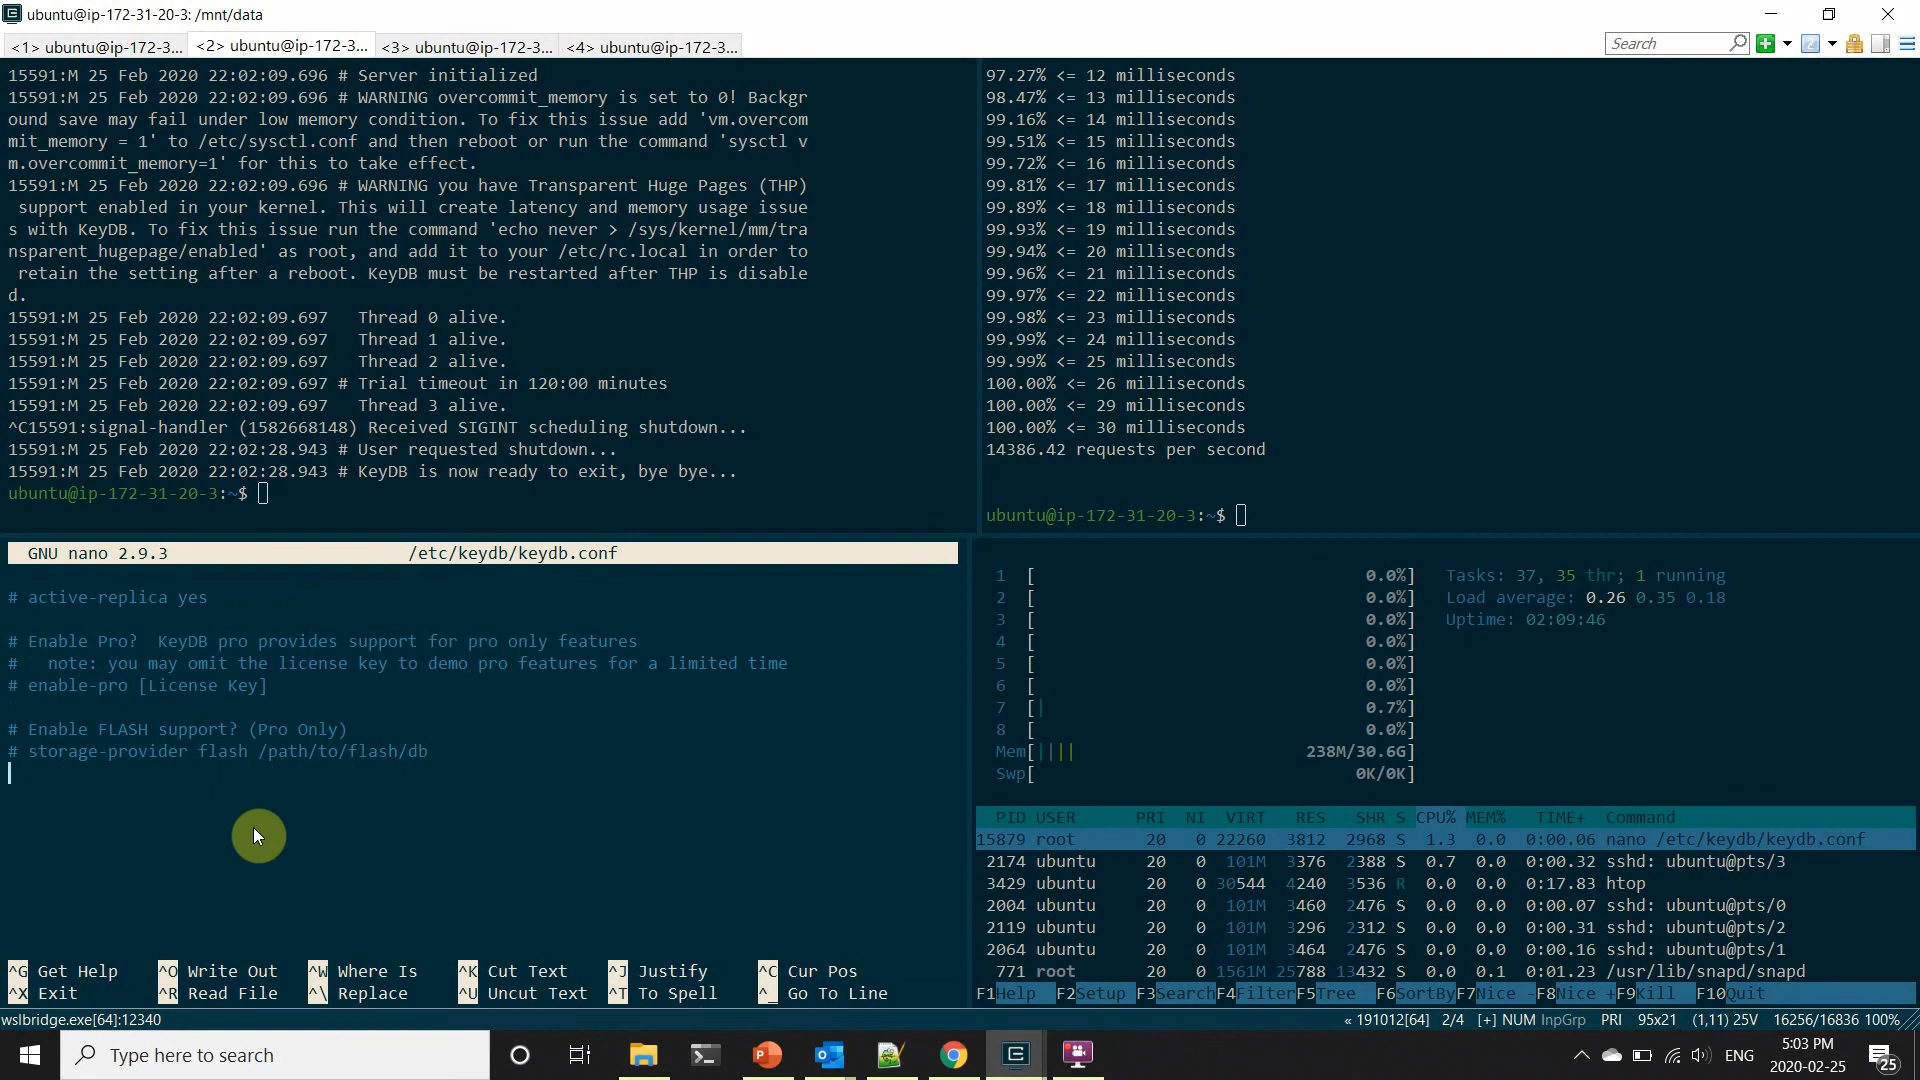 ubuntu@ip-172-31-20-3: /mnt/data
<1> ubuntu@ip-172-3...
<2> ubuntu@ip-172-3...
<3> ubuntu@ip-172-3...
<4> ubuntu@ip-172-3...
Search
15591:M 25 Feb 2020 22:02:09.696 # Server initialized
15591:M 25 Feb 2020 22:02:09.696 # WARNING overcommit_memory is set to 0! Backgr
ound save may fail under low memory condition. To fix this issue add 'vm.overcom
mit_memory = 1' to /etc/sysctl.conf and then reboot or run the command 'sysctl v
m.overcommit_memory=1' for this to take effect.
15591:M 25 Feb 2020 22:02:09.696 # WARNING you have Transparent Huge Pages (THP)
support enabled in your kernel. This will create latency and memory usage issue
s with KeyDB. To fix this issue run the command 'echo never > /sys/kernel/mm/tra
nsparent_hugepage/enabled' as root, and add it to your /etc/rc.local in order to
retain the setting after a reboot. KeyDB must be restarted after THP is disable
d.
15591:M 25 Feb 2020 22:02:09.697   Thread 0 alive.
15591:M 25 Feb 2020 22:02:09.697   Thread 1 alive.
15591:M 25 Feb 2020 22:02:09.697   Thread 2 alive.
15591:M 25 Feb 2020 22:02:09.697 # Trial timeout in 120:00 minutes
15591:M 25 Feb 2020 22:02:09.697   Thread 3 alive.
^C15591:signal-handler (1582668148) Received SIGINT scheduling shutdown...
15591:M 25 Feb 2020 22:02:28.943 # User requested shutdown...
15591:M 25 Feb 2020 22:02:28.943 # KeyDB is now ready to exit, bye bye...
ubuntu@ip-172-31-20-3:~$
97.27% <= 12 milliseconds
98.47% <= 13 milliseconds
99.16% <= 14 milliseconds
99.51% <= 15 milliseconds
99.72% <= 16 milliseconds
99.81% <= 17 milliseconds
99.89% <= 18 milliseconds
99.93% <= 19 milliseconds
99.94% <= 20 milliseconds
99.96% <= 21 milliseconds
99.97% <= 22 milliseconds
99.98% <= 23 milliseconds
99.99% <= 24 milliseconds
99.99% <= 25 milliseconds
100.00% <= 26 milliseconds
100.00% <= 29 milliseconds
100.00% <= 30 milliseconds
14386.42 requests per second
ubuntu@ip-172-31-20-3:~$
GNU nano 2.9.3 /etc/keydb/keydb.conf
# active-replica yes
# Enable Pro?  KeyDB pro provides support for pro only features
#   note: you may omit the license key to demo pro features for a limited time
# enable-pro [License Key]
# Enable FLASH support? (Pro Only)
# storage-provider flash /path/to/flash/db
^G Get Help ^O Write Out ^W Where Is ^K Cut Text ^J Justify ^C Cur Pos
^X Exit ^R Read File ^\ Replace ^U Uncut Text ^T To Spell ^_ Go To Line
1 [ 0.0%] Tasks: 37, 35 thr; 1 running
2 [ 0.0%] Load average: 0.26 0.35 0.18
3 [ 0.0%] Uptime: 02:09:46
4 [ 0.0%]
5 [ 0.0%]
6 [ 0.0%]
7 [| 0.7%]
8 [ 0.0%]
Mem[|||| 238M/30.6G]
Swp[ 0K/0K]
PID USER PRI NI VIRT RES SHR S CPU% MEM% TIME+ Command
15879 root 20 0 22260 3812 2968 S 1.3 0.0 0:00.06 nano /etc/keydb/keydb.conf
2174 ubuntu 20 0 101M 3376 2388 S 0.7 0.0 0:00.32 sshd: ubuntu@pts/3
3429 ubuntu 20 0 30544 4240 3536 R 0.0 0.0 0:17.83 htop
2004 ubuntu 20 0 101M 3460 2476 S 0.0 0.0 0:00.07 sshd: ubuntu@pts/0
2119 ubuntu 20 0 101M 3296 2312 S 0.0 0.0 0:00.31 sshd: ubuntu@pts/2
2064 ubuntu 20 0 101M 3464 2476 S 0.0 0.0 0:00.16 sshd: ubuntu@pts/1
771 root 20 0 1561M 25788 13432 S 0.0 0.1 0:01.23 /usr/lib/snapd/snapd
F1Help F2Setup F3SearchF4FilterF5Tree F6SortByF7Nice -F8Nice +F9Kill F10Quit
wslbridge.exe[64]:12340
« 191012[64] 2/4 [+] NUM InpGrp PRI 95x21 (1,11) 25V 16256/16836 100%
Type here to search
ENG
5:03 PM
2020-02-25
25